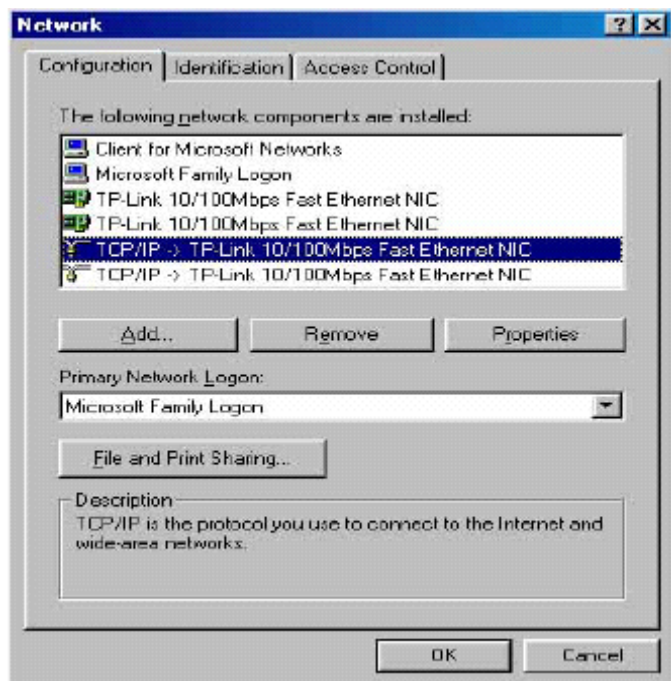 Network
Configuration Identification Access Control
The following network components are installed:
Client for Microsoft Networks
Microsoft Family Logon
TP-Link 10/100Mbps Fast Ethernet NIC
TP-Link 10/100Mbps Fast Ethernet NIC
TCP/IP -> TP-Link 10/100Mbps Fast Ethernet NIC
TCP/IP -> TP-Link 10/100Mbps Fast Ethernet NIC
Add... Remove Properties
Primary Network Logon:
Microsoft Family Logon
File and Print Sharing...
Description
TCP/IP is the protocol you use to connect to the Internet and
wide-area networks.
OK Cancel